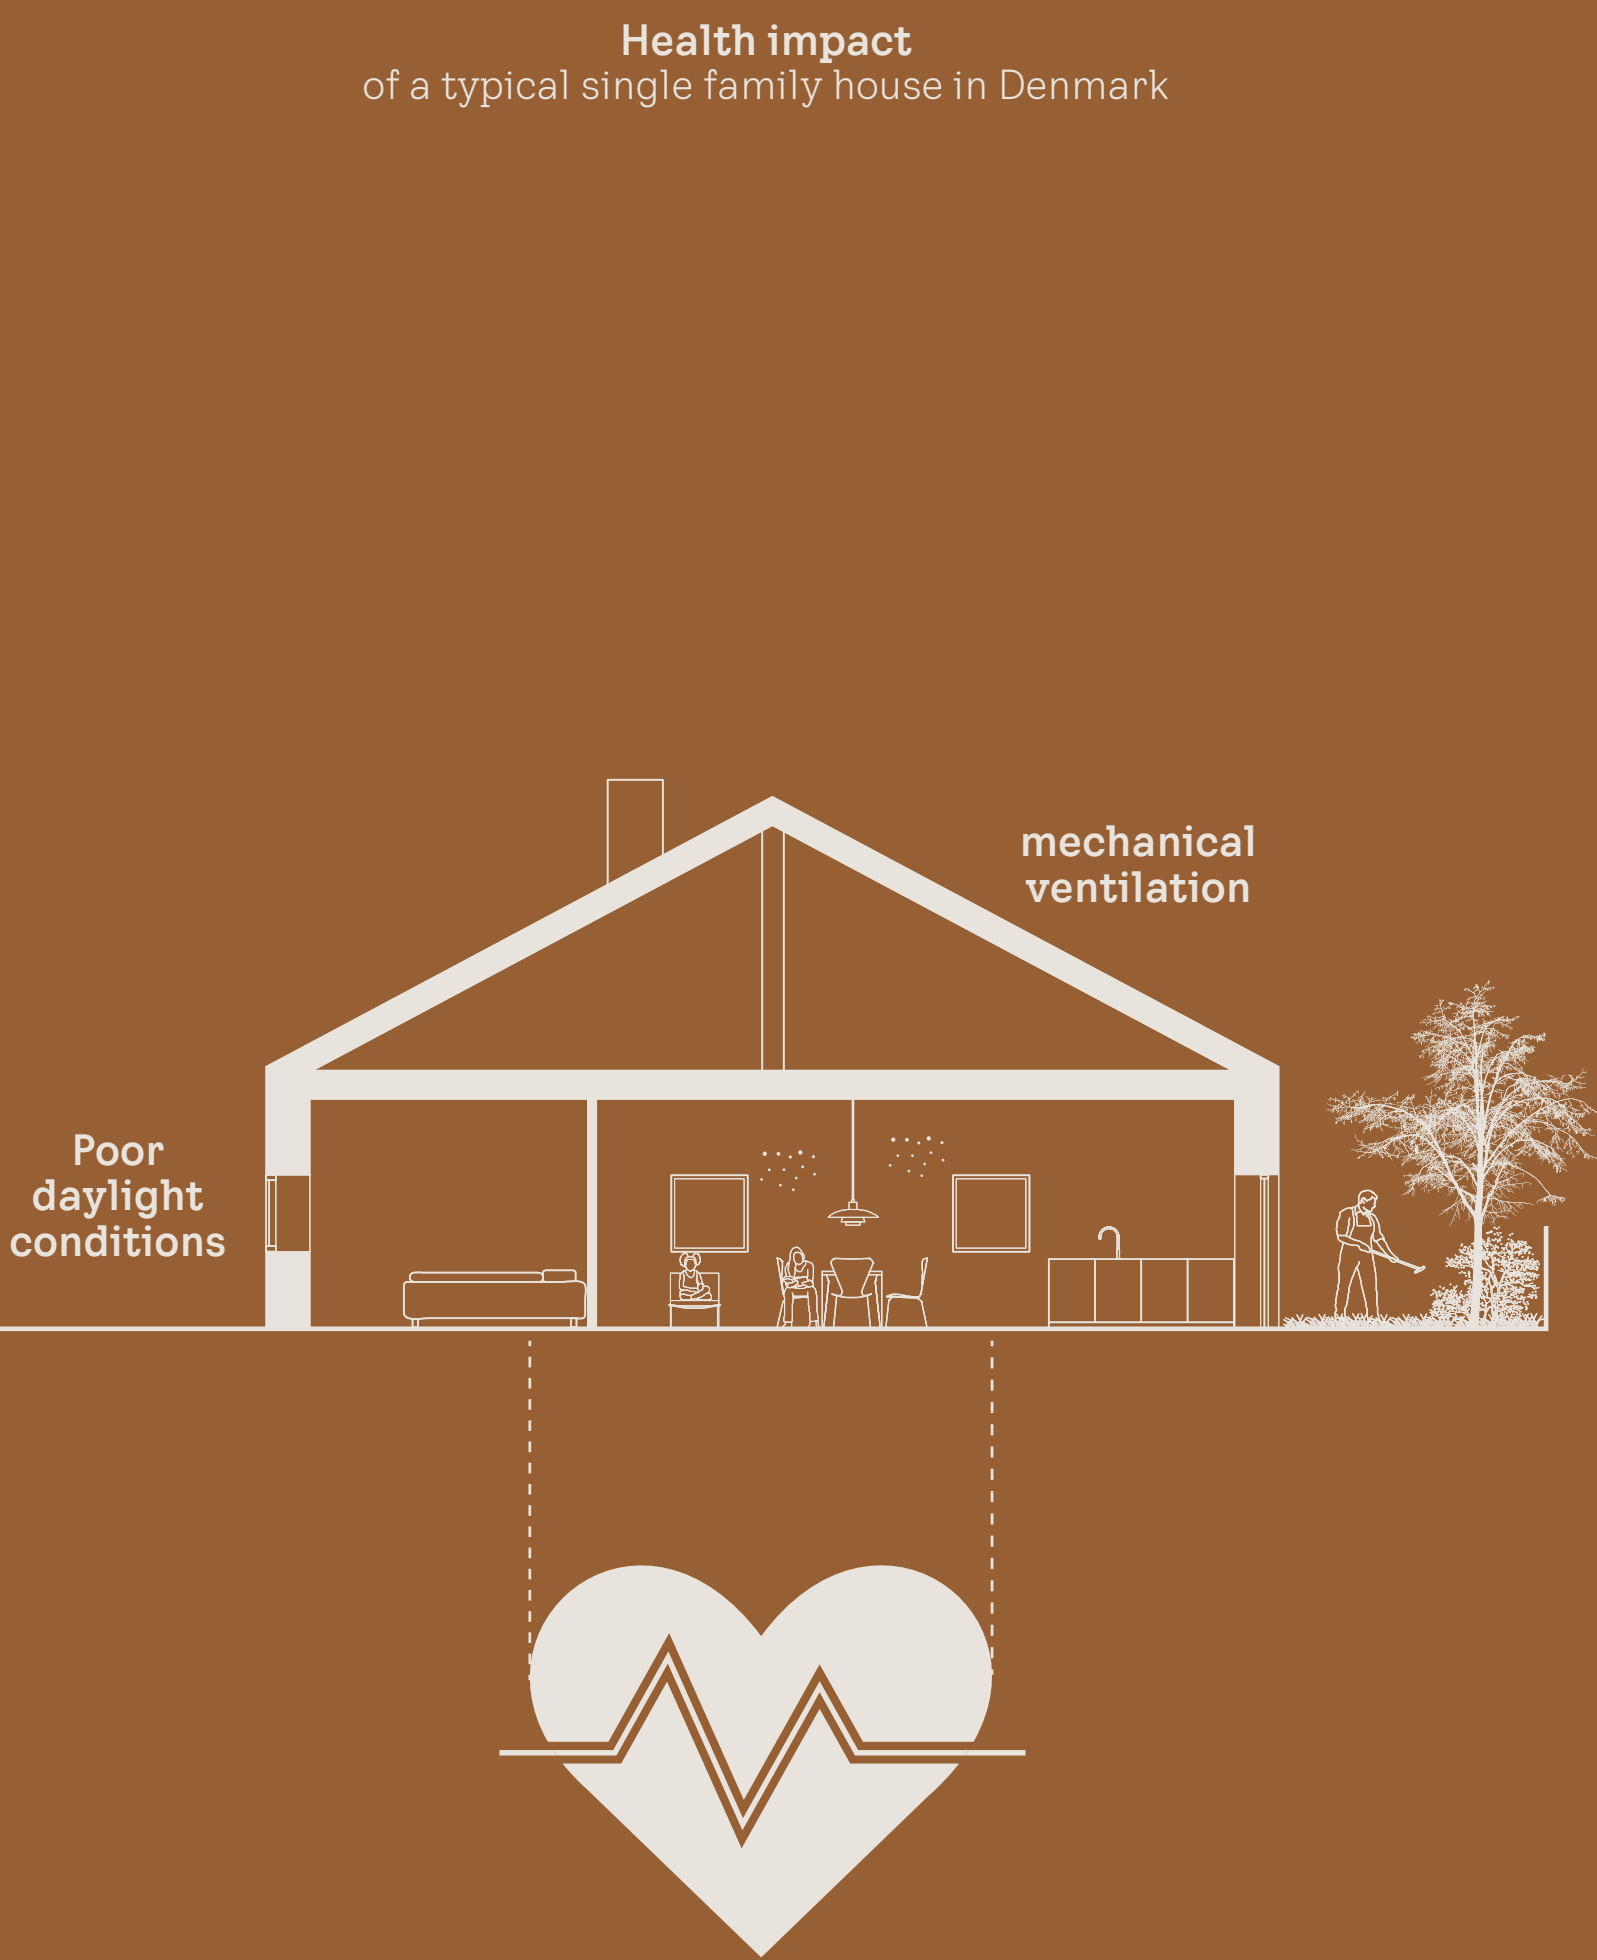 Health impact
of a typical single family house in Denmark
mechanical
ventilation
Poor
daylight
conditions